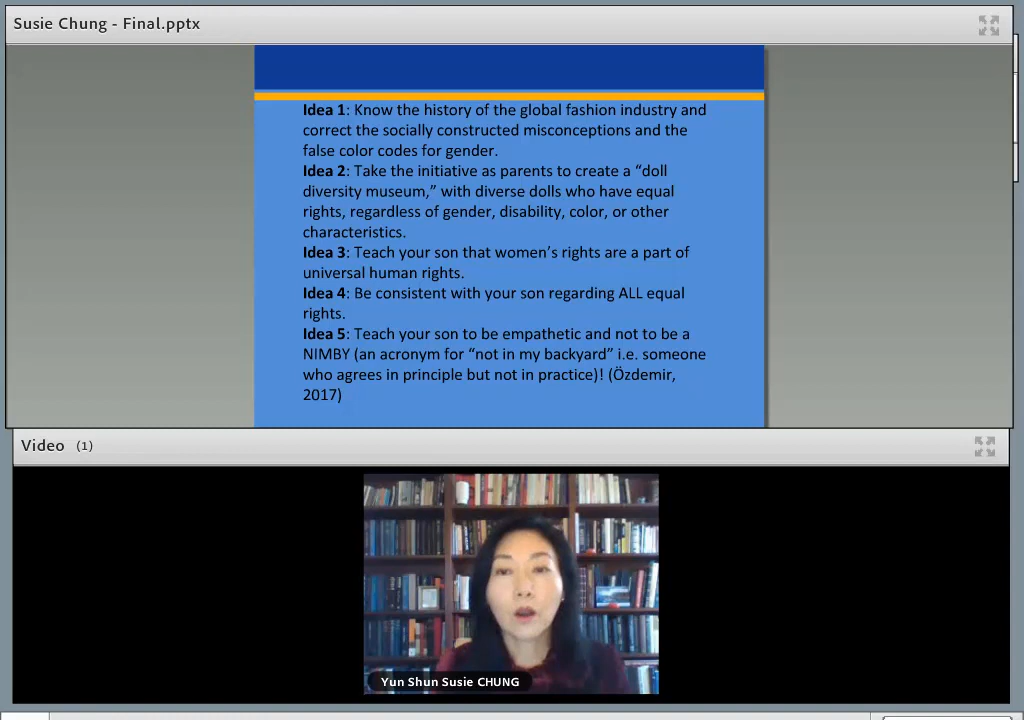 Susie Chung - Final.pptx
Idea 1: Know the history of the global fashion industry and
correct the socially constructed misconceptions and the
false color codes for gender.
Idea 2: Take the initiative as parents to create a “doll
diversity museum,” with diverse dolls who have equal
rights, regardless of gender, disability, color, or other
characteristics.
Idea 3: Teach your son that women’s rights are a part of
universal human rights.
Idea 4: Be consistent with your son regarding ALL equal
rights.
Idea 5: Teach your son to be empathetic and not to be a
NIMBY (an acronym for “not in my backyard” i.e. someone
who agrees in principle but not in practice)! (Özdemir,
2017)
Video (1)
Yun Shun Susie CHUNG